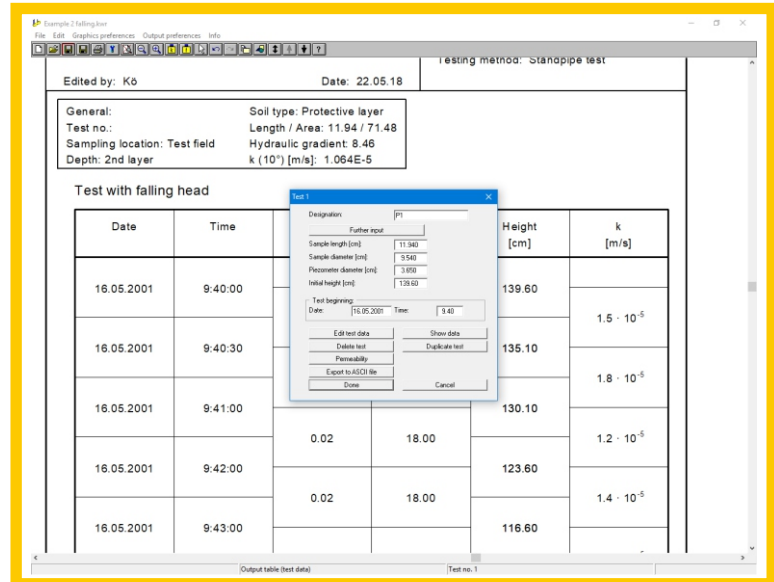 Example 2 falling.kwr
File Edit Graphics preferences Output preferences Info
Testing method: Standpipe test
Edited by: Kö Date: 22.05.18
General: Soil type: Protective layer
Test no.: Length / Area: 11.94 / 71.48
Sampling location: Test field Hydraulic gradient: 8.46
Depth: 2nd layer k (10°) [m/s]: 1.064E-5
Test with falling head
Date Time Height [cm] k [m/s]
16.05.2001 9:40:00 139.60
1.5 · 10-5
16.05.2001 9:40:30 135.10
1.8 · 10-5
16.05.2001 9:41:00 130.10
0.02 18.00 1.2 · 10-5
16.05.2001 9:42:00 123.60
0.02 18.00 1.4 · 10-5
16.05.2001 9:43:00 116.60
Test 1
Designation: P1
Further input
Sample length [cm]: 11.940
Sample diameter [cm]: 9.540
Piezometer diameter [cm]: 3.650
Initial height [cm]: 139.60
Test beginning:
Date: 16.05.2001 Time: 9.40
Edit test data Show data
Delete test Duplicate test
Permeability
Export to ASCII file
Done Cancel
Output table (test data) Test no. 1